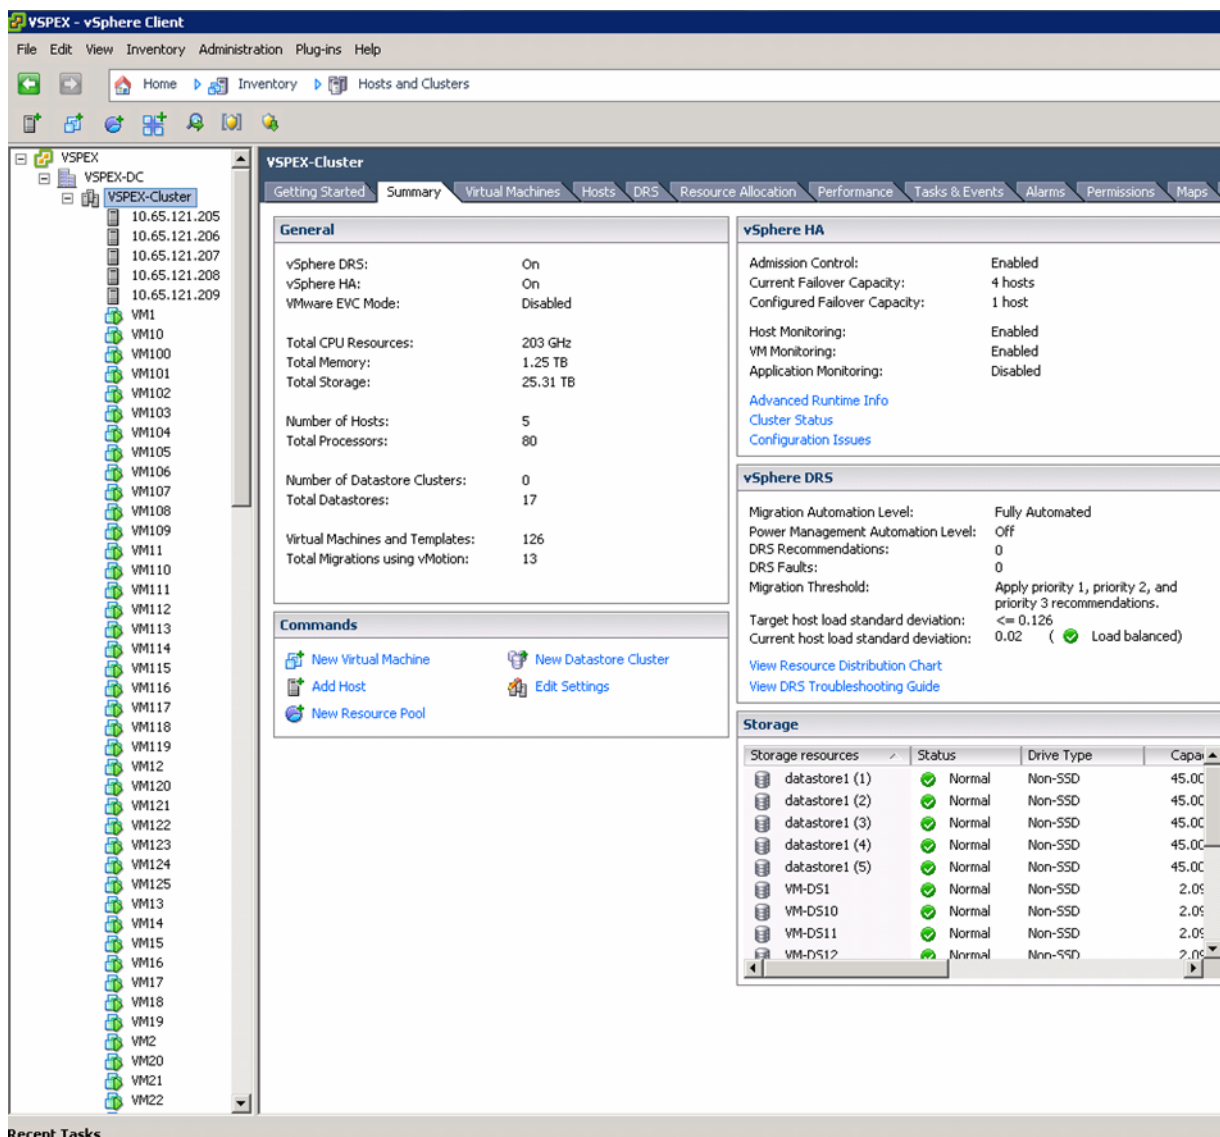 VSPEX - vSphere Client
File Edit View Inventory Administration Plug-ins Help
Home Inventory Hosts and Clusters
VSPEX
VSPEX-DC
VSPEX-Cluster
10.65.121.205
10.65.121.206
10.65.121.207
10.65.121.208
10.65.121.209
VM1
VM10
VM100
VM101
VM102
VM103
VM104
VM105
VM106
VM107
VM108
VM109
VM11
VM110
VM111
VM112
VM113
VM114
VM115
VM116
VM117
VM118
VM119
VM12
VM120
VM121
VM122
VM123
VM124
VM125
VM13
VM14
VM15
VM16
VM17
VM18
VM19
VM2
VM20
VM21
VM22
VSPEX-Cluster
Getting Started Summary Virtual Machines Hosts DRS Resource Allocation Performance Tasks & Events Alarms Permissions Maps
General
vSphere DRS: On
vSphere HA: On
VMware EVC Mode: Disabled
Total CPU Resources: 203 GHz
Total Memory: 1.25 TB
Total Storage: 25.31 TB
Number of Hosts: 5
Total Processors: 80
Number of Datastore Clusters: 0
Total Datastores: 17
Virtual Machines and Templates: 126
Total Migrations using vMotion: 13
Commands
New Virtual Machine New Datastore Cluster
Add Host Edit Settings
New Resource Pool
vSphere HA
Admission Control: Enabled
Current Failover Capacity: 4 hosts
Configured Failover Capacity: 1 host
Host Monitoring: Enabled
VM Monitoring: Enabled
Application Monitoring: Disabled
Advanced Runtime Info
Cluster Status
Configuration Issues
vSphere DRS
Migration Automation Level: Fully Automated
Power Management Automation Level: Off
DRS Recommendations: 0
DRS Faults: 0
Migration Threshold: Apply priority 1, priority 2, and
priority 3 recommendations.
Target host load standard deviation: <= 0.126
Current host load standard deviation: 0.02 ( Load balanced)
View Resource Distribution Chart
View DRS Troubleshooting Guide
Storage
Storage resources Status Drive Type
datastore1 (1) Normal Non-SSD
datastore1 (2) Normal Non-SSD
datastore1 (3) Normal Non-SSD
datastore1 (4) Normal Non-SSD
datastore1 (5) Normal Non-SSD
VM-DS1 Normal Non-SSD
VM-DS10 Normal Non-SSD
VM-DS11 Normal Non-SSD
VM-DS12 Normal Non-SSD
Recent Tasks